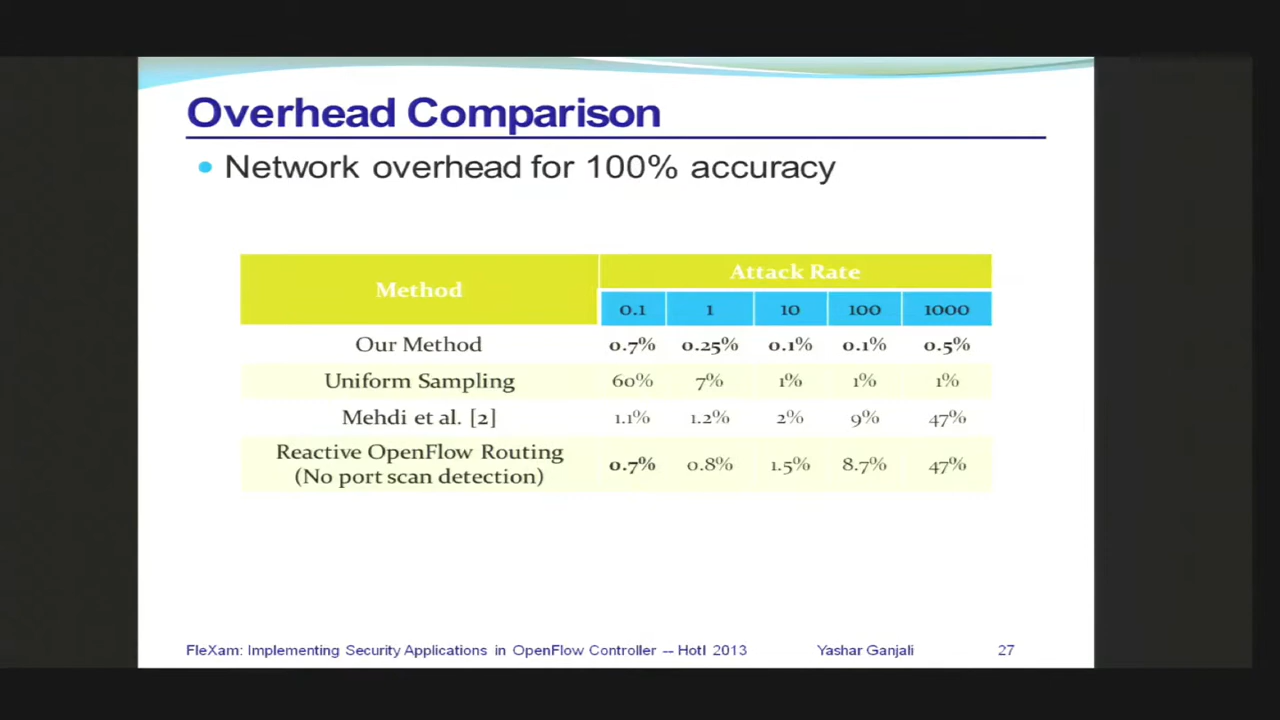 Overhead Comparison
• Network overhead for 100% accuracy
Method Attack Rate
0.1 1 10 100 1000
Our Method 0.7% 0.25% 0.1% 0.1% 0.5%
Uniform Sampling 60% 7% 1% 1% 1%
Mehdi et al. [2] 1.1% 1.2% 2% 9% 47%
Reactive OpenFlow Routing
(No port scan detection) 0.7% 0.8% 1.5% 8.7% 47%
FleXam: Implementing Security Applications in OpenFlow Controller -- HotI 2013 Yashar Ganjali 27